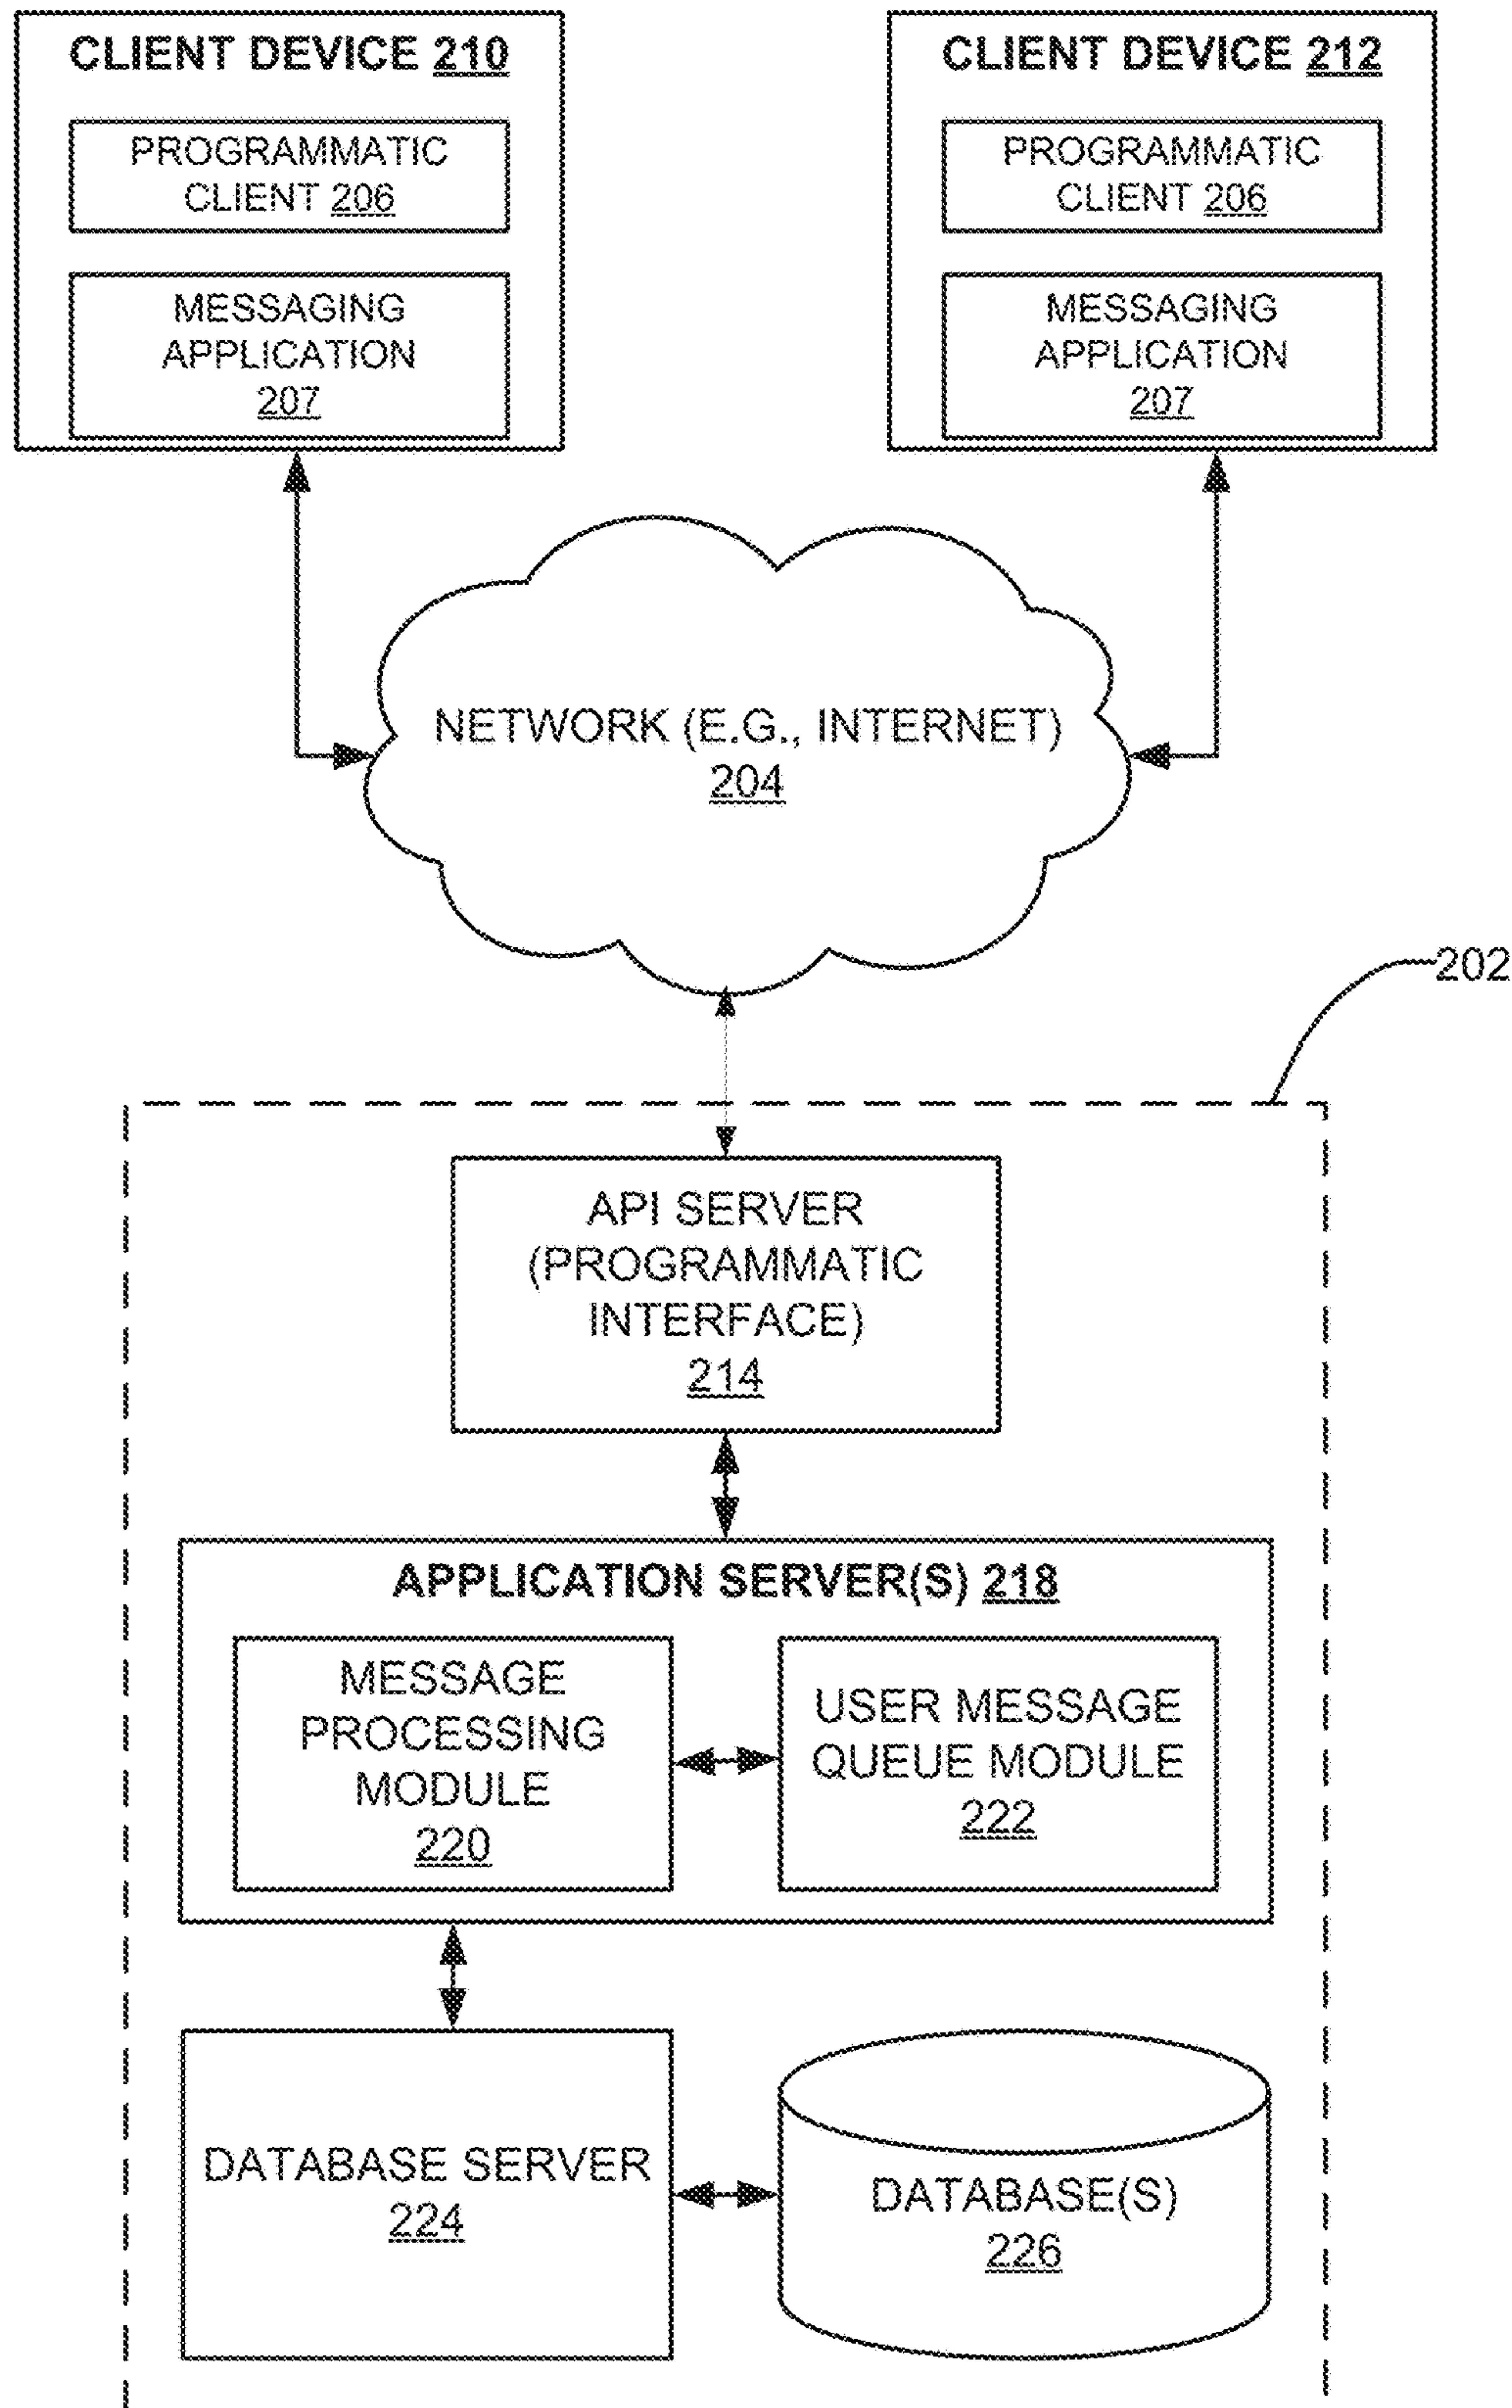 CLIENT DEVICE 210
PROGRAMMATIC
CLIENT 206
MESSAGING
APPLICATION
207
CLIENT DEVICE 212
PROGRAMMATIC
CLIENT 206
MESSAGING
APPLICATION
207
NETWORK (E.G., INTERNET)
204
202
API SERVER
(PROGRAMMATIC
INTERFACE)
214
APPLICATION SERVER(S) 218
MESSAGE
PROCESSING
MODULE
220
USER MESSAGE
QUEUE MODULE
222
DATABASE SERVER
224
DATABASE(S)
226